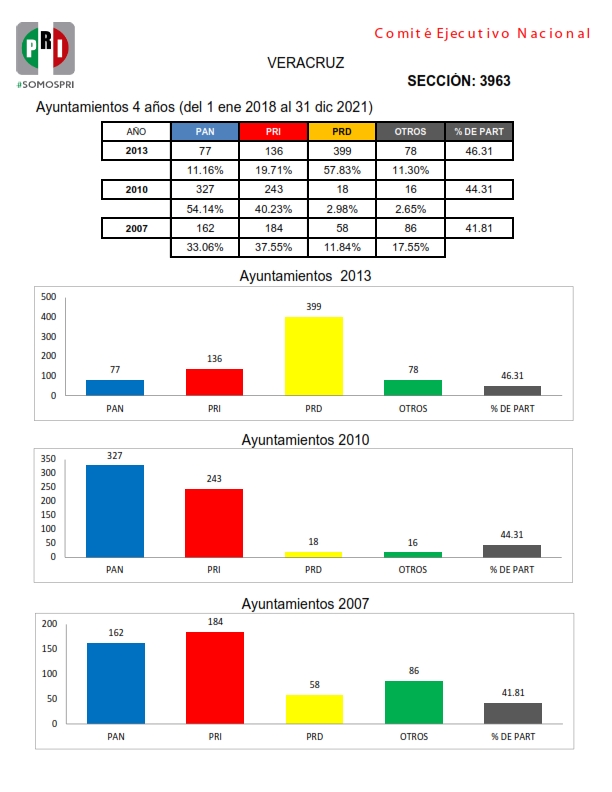 Comité Ejecutivo Nacional
PRI
#SOMOSPRI
VERACRUZ
SECCIÓN: 3963
Ayuntamientos 4 años (del 1 ene 2018 al 31 dic 2021)
AÑO PAN PRI PRD OTROS % DE PART
2013 77 136 399 78 46.31
11.16% 19.71% 57.83% 11.30%
2010 327 243 18 16 44.31
54.14% 40.23% 2.98% 2.65%
2007 162 184 58 86 41.81
33.06% 37.55% 11.84% 17.55%
Ayuntamientos 2013
500
400
300
200
100
0
77 136 399 78 46.31
PAN PRI PRD OTROS % DE PART
Ayuntamientos 2010
350
300
250
200
150
100
50
0
327 243 18 16 44.31
PAN PRI PRD OTROS % DE PART
Ayuntamientos 2007
200
150
100
50
0
162 184 58 86 41.81
PAN PRI PRD OTROS % DE PART